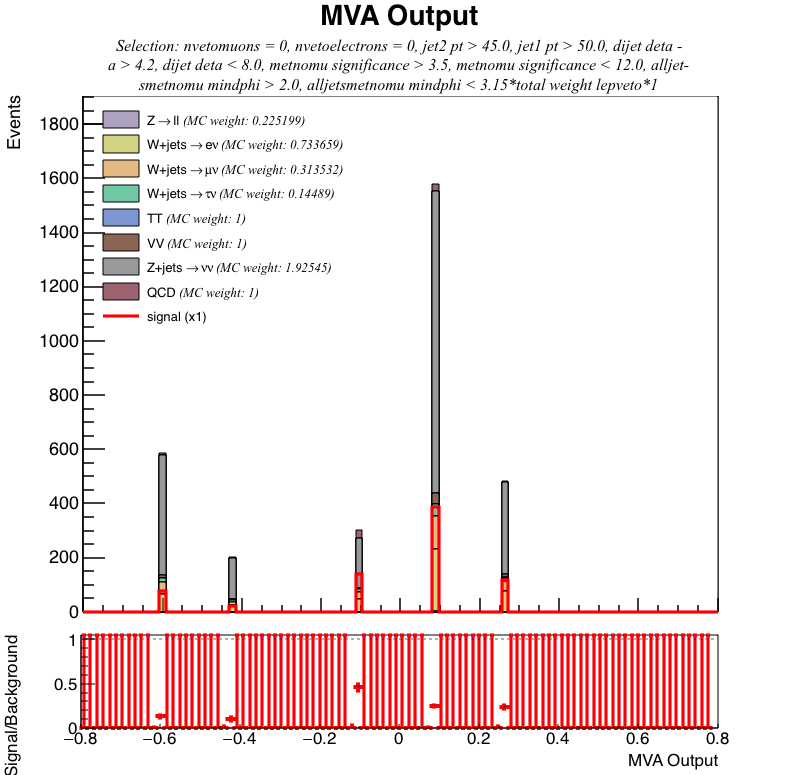 MVA Output
Selection: nvetomuons = 0, nvetoelectrons = 0, jet2 pt > 45.0, jet1 pt > 50.0, dijet deta -
a > 4.2, dijet deta < 8.0, metnomu significance > 3.5, metnomu significance < 12.0, alljet-
smetnomu mindphi > 2.0, alljetsmetnomu mindphi < 3.15*total weight lepveto*1
Events
1800
1600
1400
1200
1000
800
600
400
200
0
Z→ll (MC weight: 0.225199)
W+jets→eν (MC weight: 0.733659)
W+jets→μν (MC weight: 0.313532)
W+jets→τν (MC weight: 0.14489)
TT (MC weight: 1)
VV (MC weight: 1)
Z+jets→νν (MC weight: 1.92545)
QCD (MC weight: 1)
signal (x1)
Signal/Background
1
0.5
0
−0.8 −0.6 −0.4 −0.2 0 0.2 0.4 0.6 0.8
MVA Output